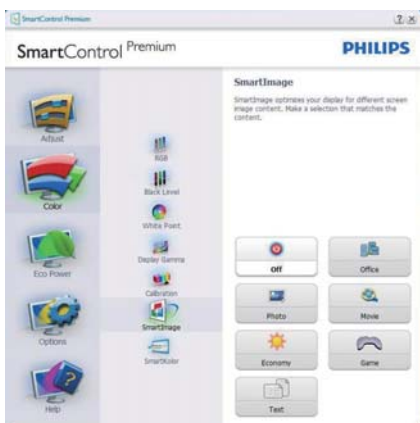 SmartControl Premium
SmartControl Premium
PHILIPS
Adjust
Color
Eco Power
Options
Help
RGB
Black Level
White Point
Display Gamma
Calibration
SmartImage
SmartKolor
SmartImage
SmartImage optimizes your display for different screen
image content. Make a selection that matches the
content.
Off
Office
Photo
Movie
Economy
Game
Text